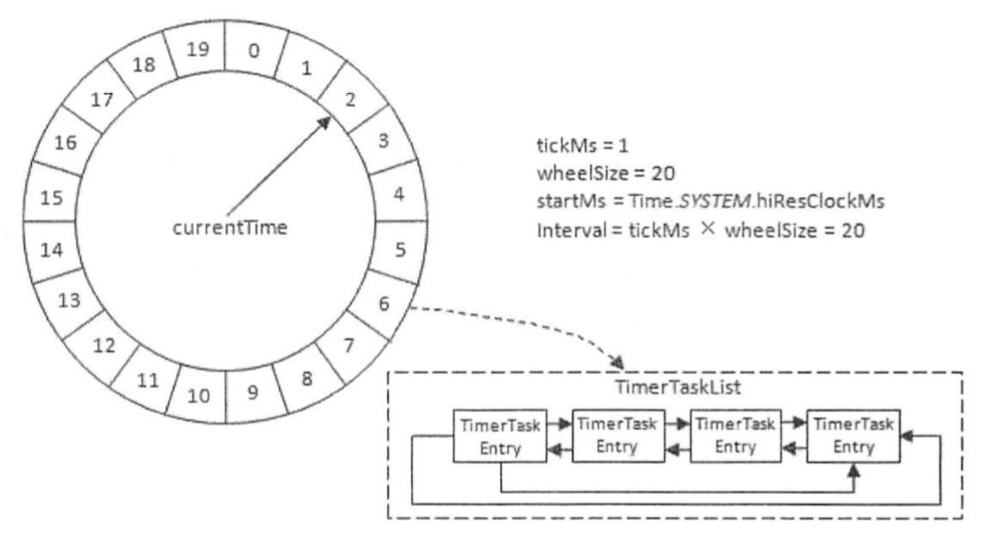 0
1
2
3
4
5
6
7
8
9
10
11
12
13
14
15
16
17
18
19
currentTime
tickMs = 1
wheelSize = 20
startMs = Time.SYSTEM.hiResClockMs
Interval = tickMs × wheelSize = 20
TimerTaskList
TimerTask
Entry
TimerTask
Entry
TimerTask
Entry
TimerTask
Entry